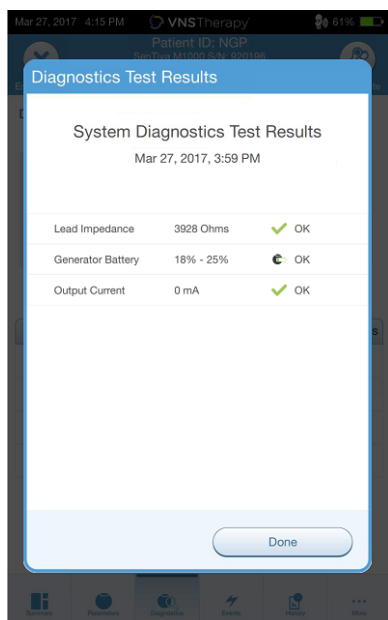 Mar 27, 2017 4:15 PM VNSTherapy 61%
Patient ID: NGP
SenTiva M1000 S/N: 920196
Diagnostics Test Results
System Diagnostics Test Results
Mar 27, 2017, 3:59 PM
Lead Impedance 3928 Ohms OK
Generator Battery 18% - 25% OK
Output Current 0 mA OK
Done
Summary Parameters Diagnostics Events History More